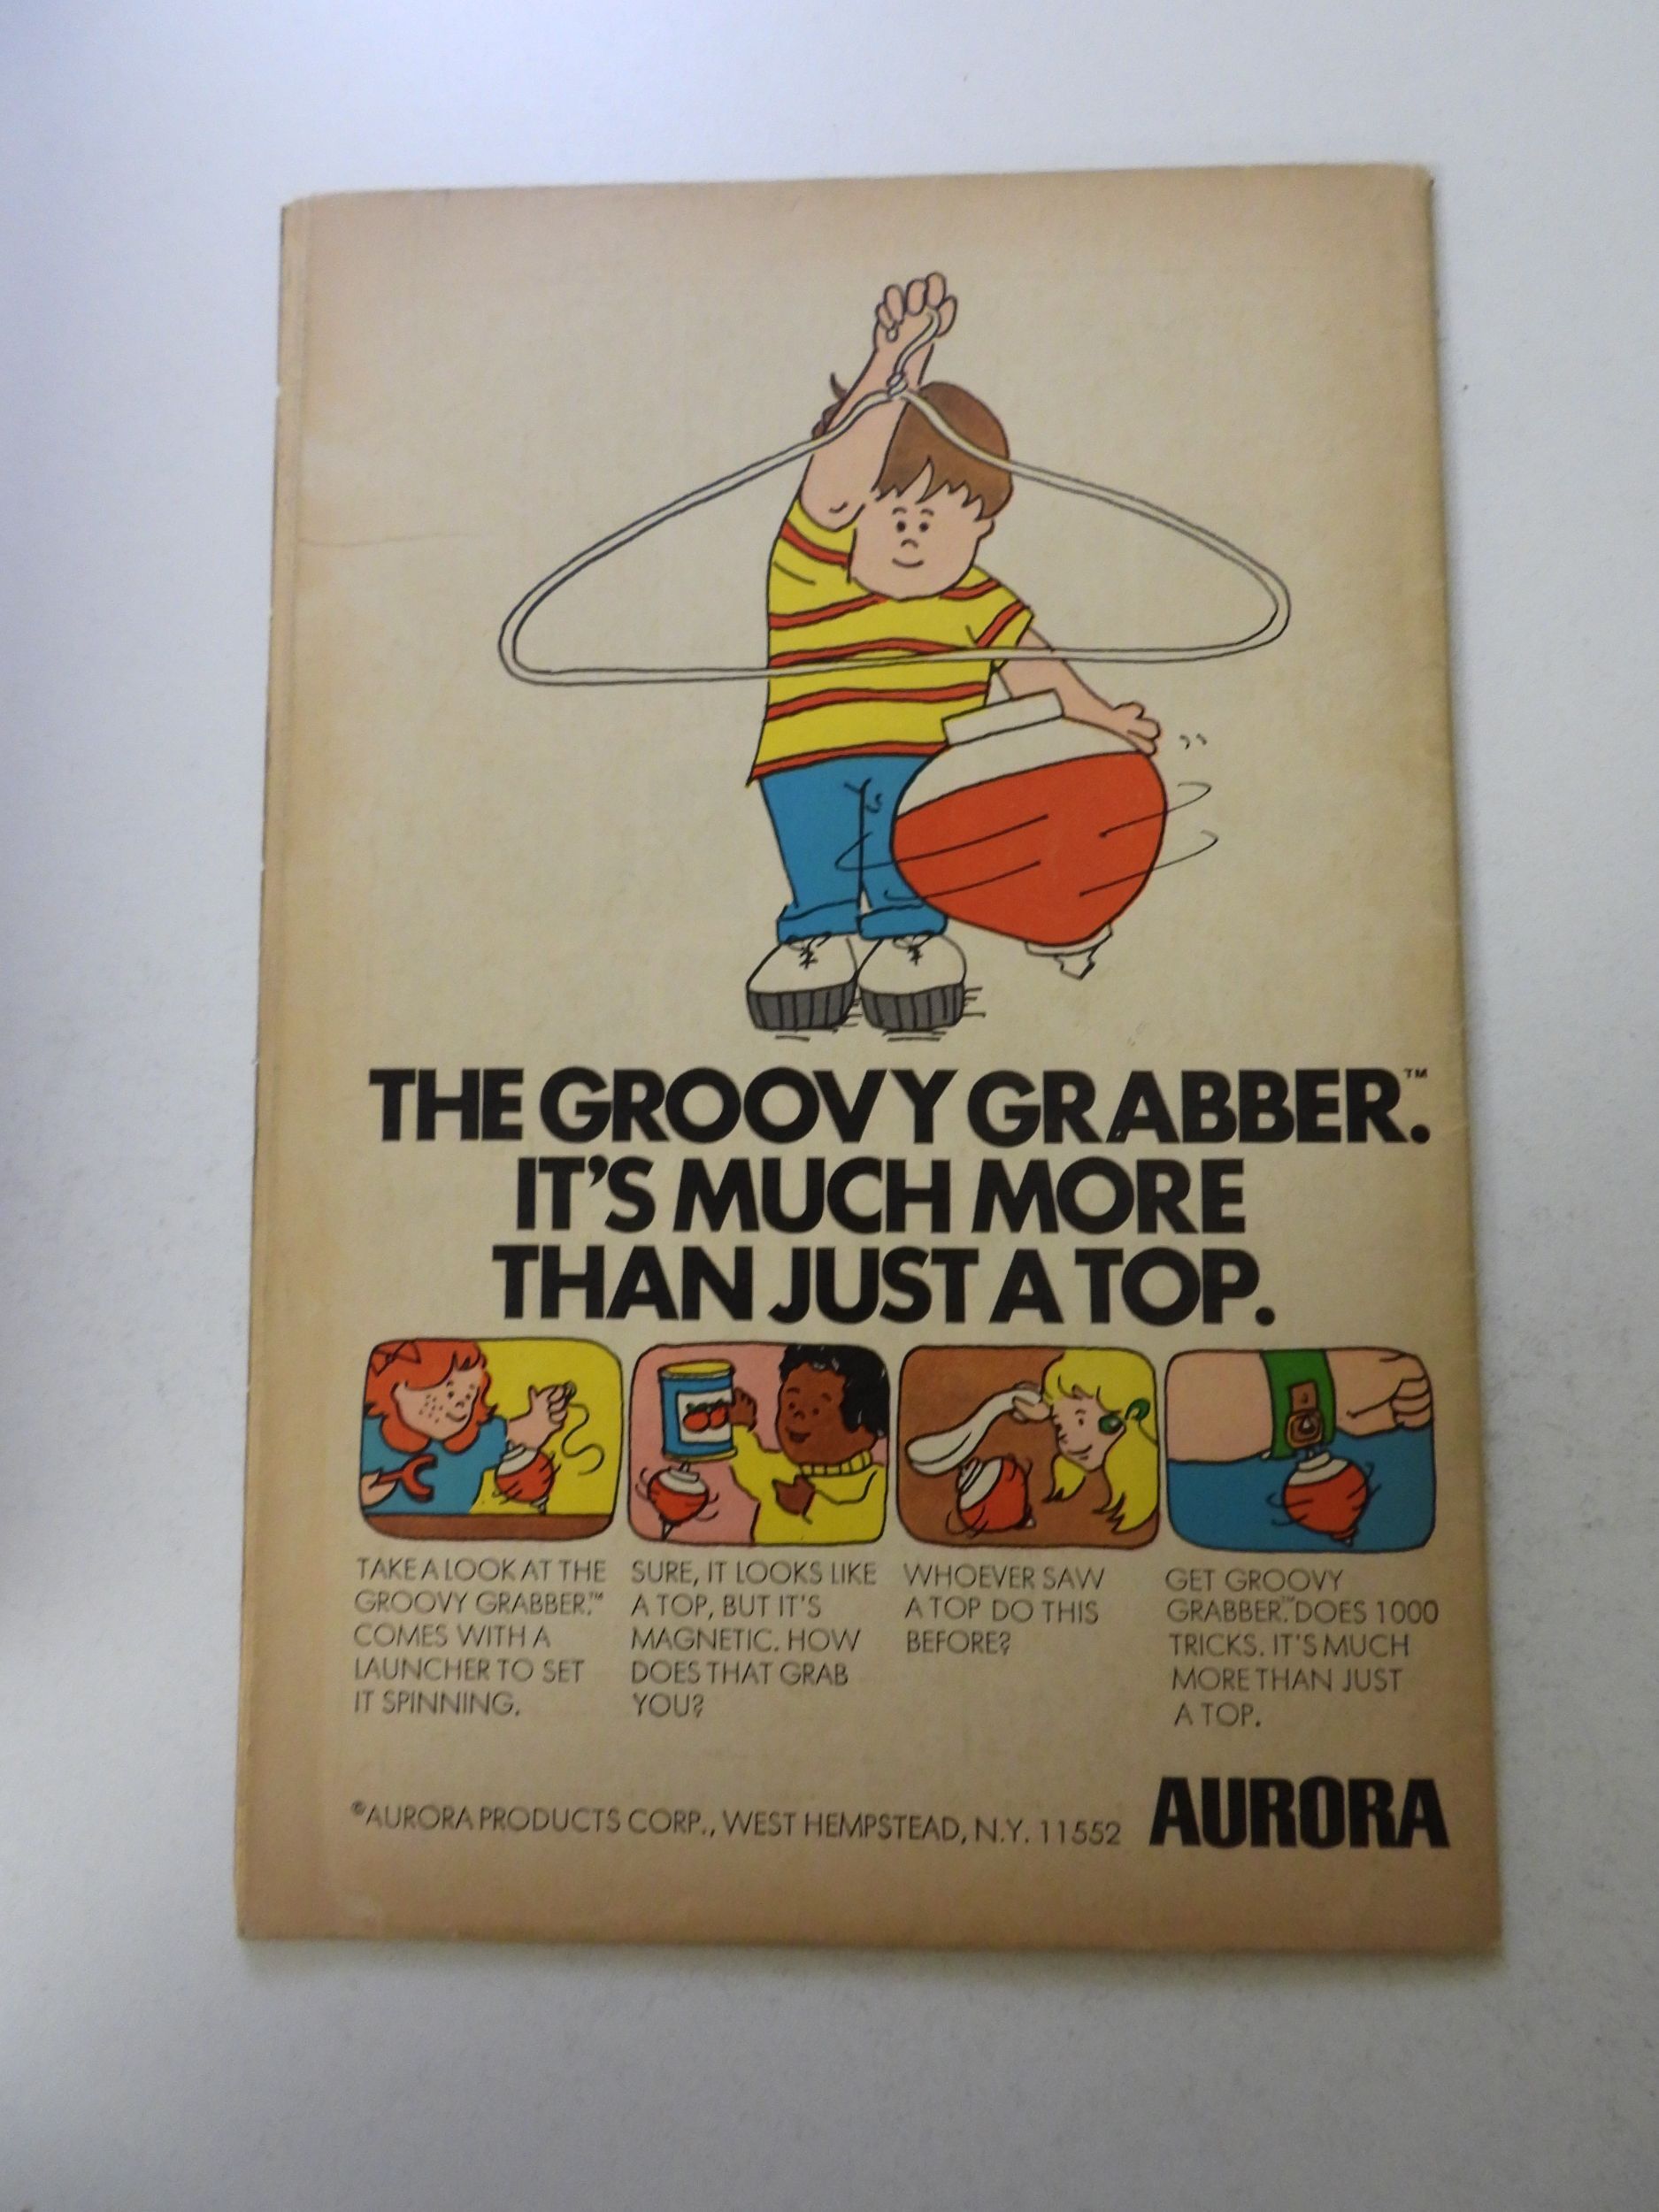 THE GROOVY GRABBER.™
IT'S MUCH MORE
THAN JUST A TOP.
TAKE A LOOK AT THE
GROOVY GRABBER.™
COMES WITH A
LAUNCHER TO SET
IT SPINNING.
SURE, IT LOOKS LIKE
A TOP, BUT IT'S
MAGNETIC. HOW
DOES THAT GRAB
YOU?
WHOEVER SAW
A TOP DO THIS
BEFORE?
GET GROOVY
GRABBER.™ DOES 1000
TRICKS. IT'S MUCH
MORE THAN JUST
A TOP.
©AURORA PRODUCTS CORP., WEST HEMPSTEAD, N.Y. 11552
AURORA